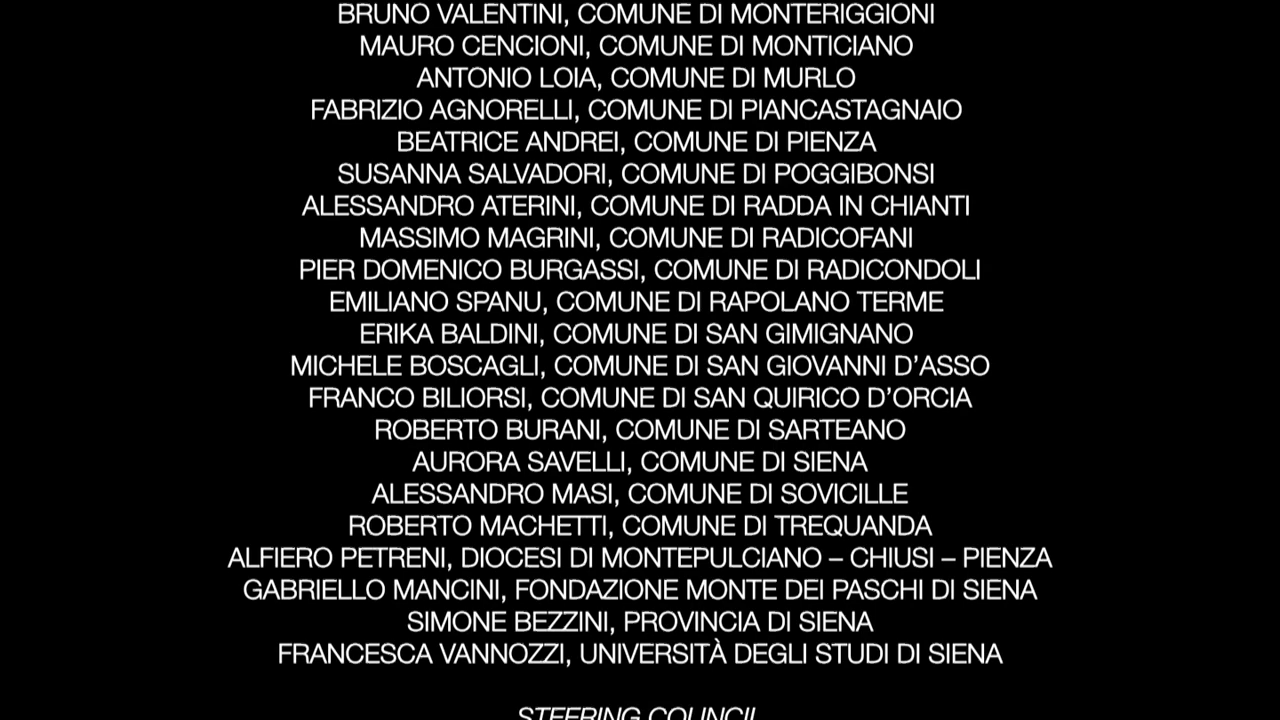 BRUNO VALENTINI, COMUNE DI MONTERIGGIONI
MAURO CENCIONI, COMUNE DI MONTICIANO
ANTONIO LOIA, COMUNE DI MURLO
FABRIZIO AGNORELLI, COMUNE DI PIANCASTAGNAIO
BEATRICE ANDREI, COMUNE DI PIENZA
SUSANNA SALVADORI, COMUNE DI POGGIBONSI
ALESSANDRO ATERINI, COMUNE DI RADDA IN CHIANTI
MASSIMO MAGRINI, COMUNE DI RADICOFANI
PIER DOMENICO BURGASSI, COMUNE DI RADICONDOLI
EMILIANO SPANU, COMUNE DI RAPOLANO TERME
ERIKA BALDINI, COMUNE DI SAN GIMIGNANO
MICHELE BOSCAGLI, COMUNE DI SAN GIOVANNI D’ASSO
FRANCO BILIORSI, COMUNE DI SAN QUIRICO D’ORCIA
ROBERTO BURANI, COMUNE DI SARTEANO
AURORA SAVELLI, COMUNE DI SIENA
ALESSANDRO MASI, COMUNE DI SOVICILLE
ROBERTO MACHETTI, COMUNE DI TREQUANDA
ALFIERO PETRENI, DIOCESI DI MONTEPULCIANO – CHIUSI – PIENZA
GABRIELLO MANCINI, FONDAZIONE MONTE DEI PASCHI DI SIENA
SIMONE BEZZINI, PROVINCIA DI SIENA
FRANCESCA VANNOZZI, UNIVERSITÀ DEGLI STUDI DI SIENA
STEERING COUNCIL